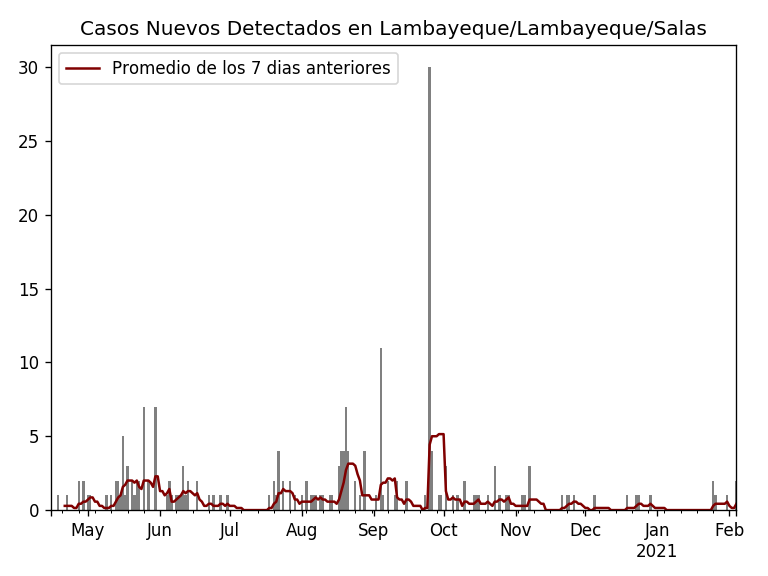 Casos Nuevos Detectados en Lambayeque/Lambayeque/Salas
Promedio de los 7 dias anteriores
30
25
20
15
10
5
0
May Jun Jul Aug Sep Oct Nov Dec Jan Feb
2021